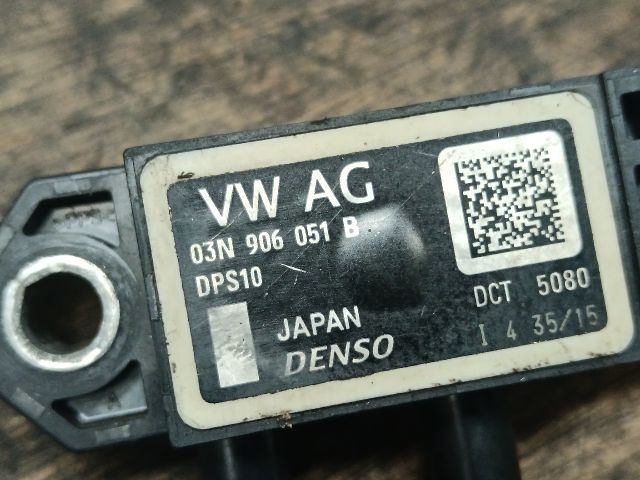 VW AG
03N 906 051 B
DPS10
JAPAN
DENSO
DCT 5080
I 4 35/15